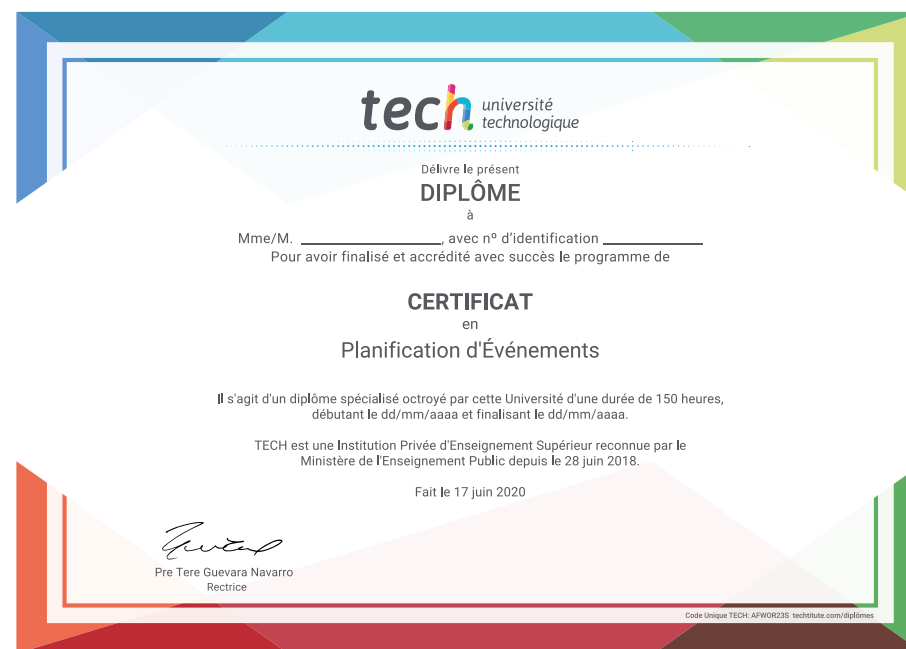 tech université
technologique
Délivre le présent
DIPLÔME
à
Mme/M. ____________________, avec nº d'identification ______________
Pour avoir finalisé et accrédité avec succès le programme de
CERTIFICAT
en
Planification d'Événements
Il s'agit d'un diplôme spécialisé octroyé par cette Université d'une durée de 150 heures,
débutant le dd/mm/aaaa et finalisant le dd/mm/aaaa.
TECH est une Institution Privée d'Enseignement Supérieur reconnue par le
Ministère de l'Enseignement Public depuis le 28 juin 2018.
Fait le 17 juin 2020
Pre Tere Guevara Navarro
Rectrice
Code Unique TECH: AFWOR23S techtitute.com/diplômes